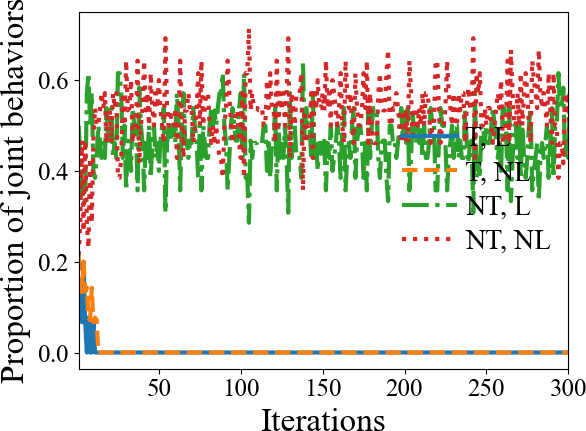 Proportion of joint behaviors
0.6
0.4
0.2
0.0
T, L
T, NL
NT, L
NT, NL
50 100 150 200 250 300
Iterations